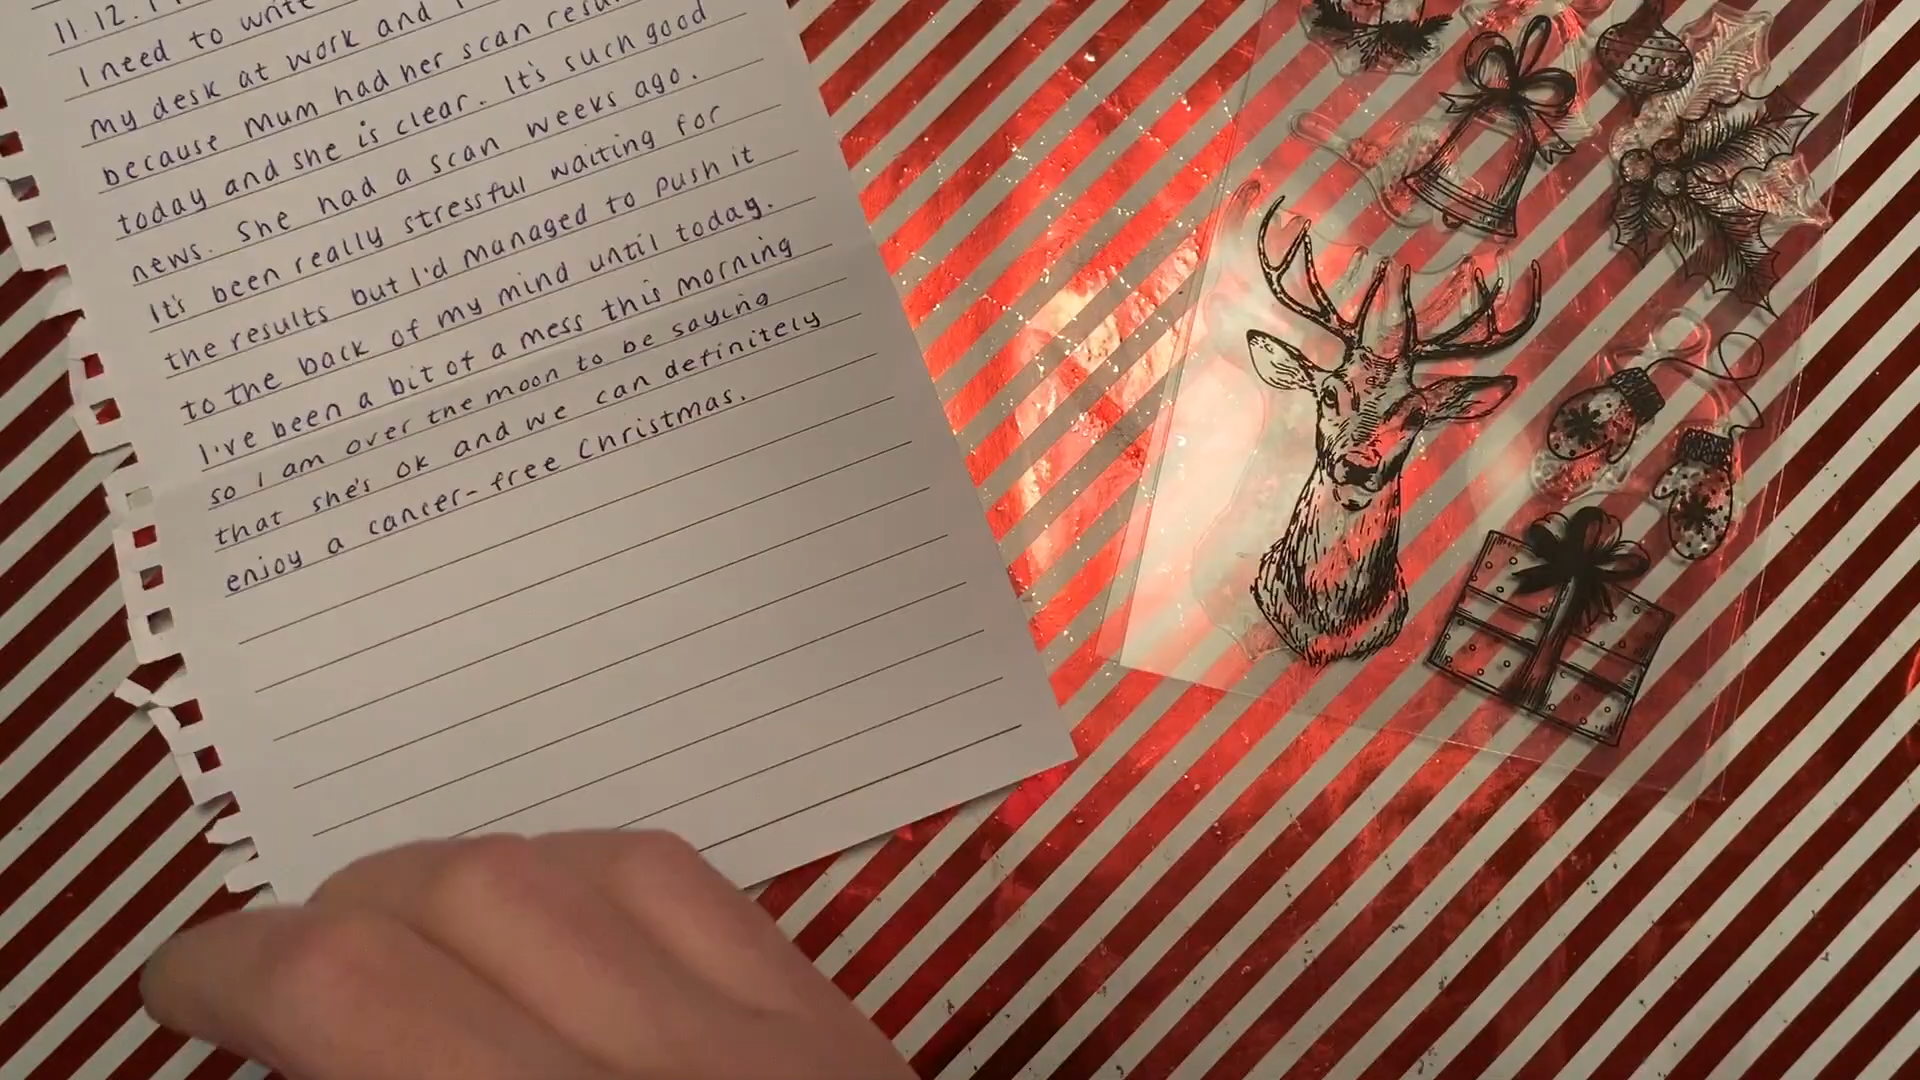 11.12.1
I need to write
my desk at work and
because Mum had her scan
today and she is clear. It's such good
news. She had a scan weeks ago.
It's been really stressful waiting for
the results but I'd managed to push it
to the back of my mind until today.
I've been a bit of a mess this morning
so I am over the moon to be saying
that she's ok and we can definitely
enjoy a cancer-free Christmas.